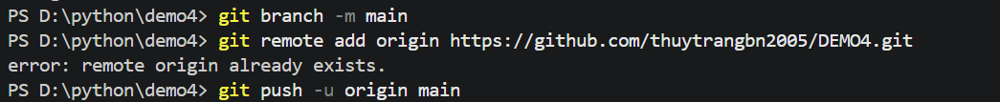 PS D:\python\demo4> git branch -m main
PS D:\python\demo4> git remote add origin https://github.com/thuytrangbn2005/DEMO4.git
error: remote origin already exists.
PS D:\python\demo4> git push -u origin main